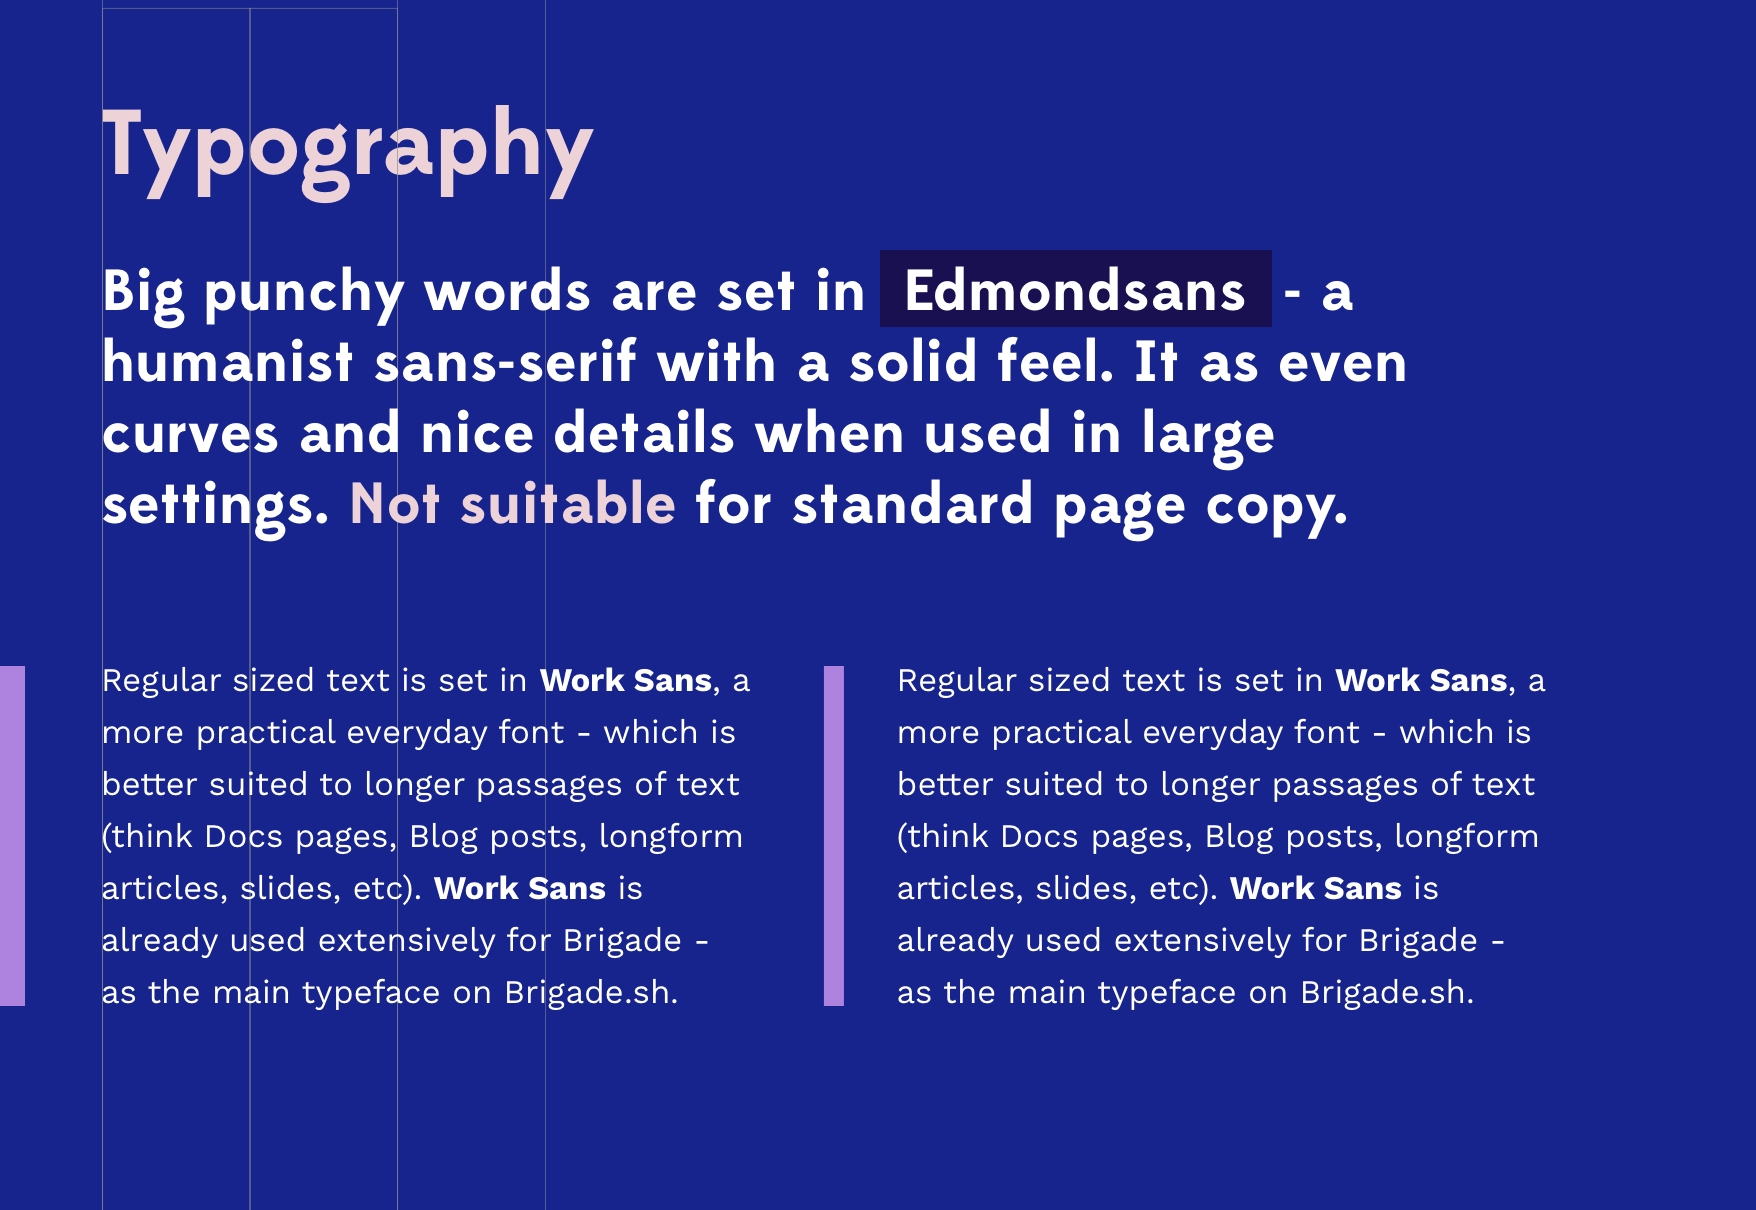 Typography
Big punchy words are set in Edmondsans - a
humanist sans-serif with a solid feel. It as even
curves and nice details when used in large
settings. Not suitable for standard page copy.
Regular sized text is set in Work Sans, a
more practical everyday font - which is
better suited to longer passages of text
(think Docs pages, Blog posts, longform
articles, slides, etc). Work Sans is
already used extensively for Brigade -
as the main typeface on Brigade.sh.
Regular sized text is set in Work Sans, a
more practical everyday font - which is
better suited to longer passages of text
(think Docs pages, Blog posts, longform
articles, slides, etc). Work Sans is
already used extensively for Brigade -
as the main typeface on Brigade.sh.